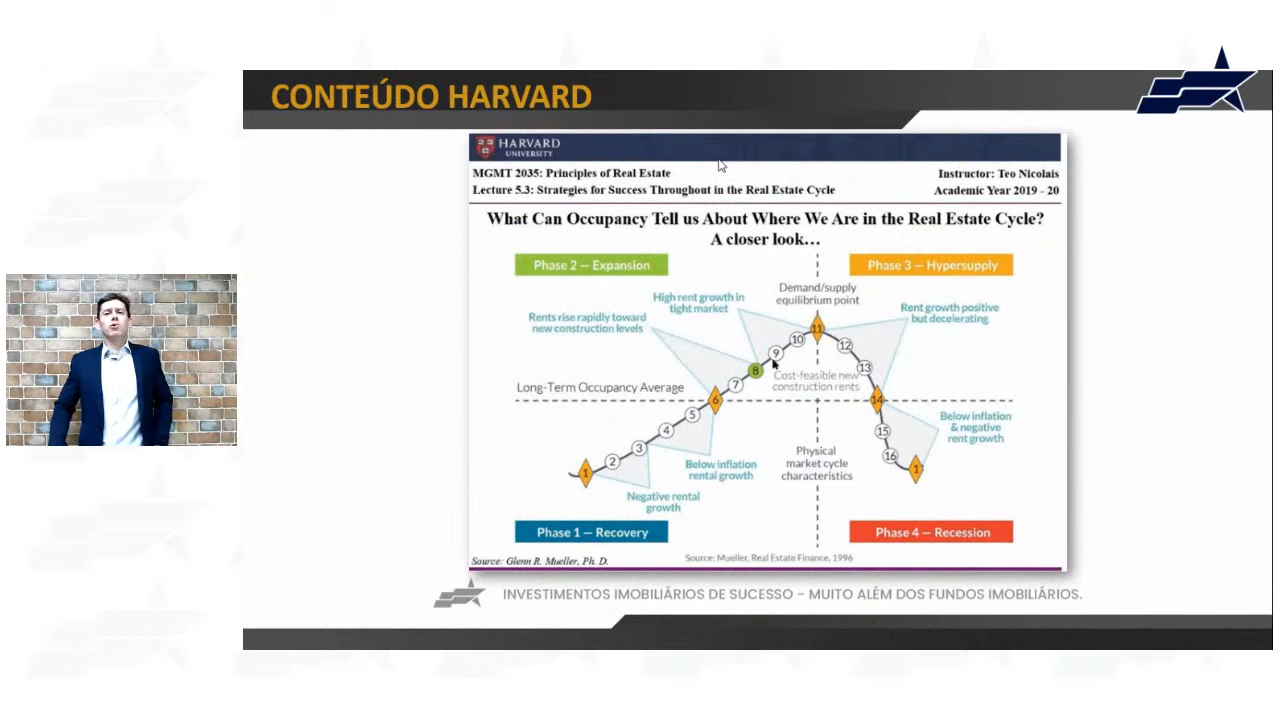 CONTEÚDO HARVARD
HARVARD
UNIVERSITY
MGMT 2035: Principles of Real Estate
Instructor: Teo Nicolais
Lecture 5.3: Strategies for Success Throughout in the Real Estate Cycle
Academic Year 2019 - 20
What Can Occupancy Tell us About Where We Are in the Real Estate Cycle?
A closer look…
Phase 2 — Expansion
Phase 3 — Hypersupply
Demand/supply
equilibrium point
High rent growth in
tight market
Rent growth positive
but decelerating
Rents rise rapidly toward
new construction levels
11
10
12
9
13
8
Cost-feasible new
construction rents
7
Long-Term Occupancy Average
6
14
5
Below inflation
& negative
rent growth
4
15
3
Physical
market cycle
characteristics
16
2
Below inflation
rental growth
1
1
Negative rental
growth
Phase 1 — Recovery
Phase 4 — Recession
Source: Glenn R. Mueller, Ph. D.
Source: Mueller, Real Estate Finance, 1996
INVESTIMENTOS IMOBILIÁRIOS DE SUCESSO – MUITO ALÉM DOS FUNDOS IMOBILIÁRIOS.